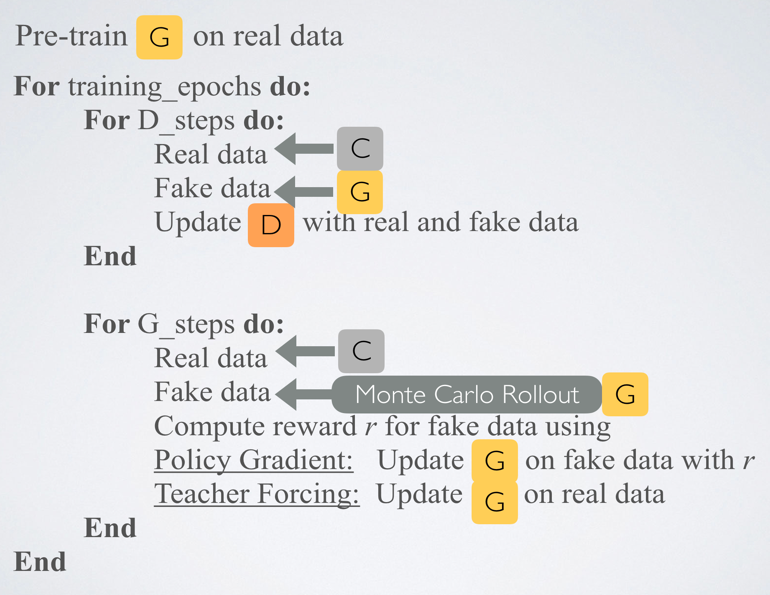 Pre-train G on real data
For training_epochs do:
For D_steps do:
Real data C
Fake data G
Update D with real and fake data
End
For G_steps do:
Real data C
Fake data Monte Carlo Rollout G
Compute reward r for fake data using
Policy Gradient: Update G on fake data with r
Teacher Forcing: Update G on real data
End
End